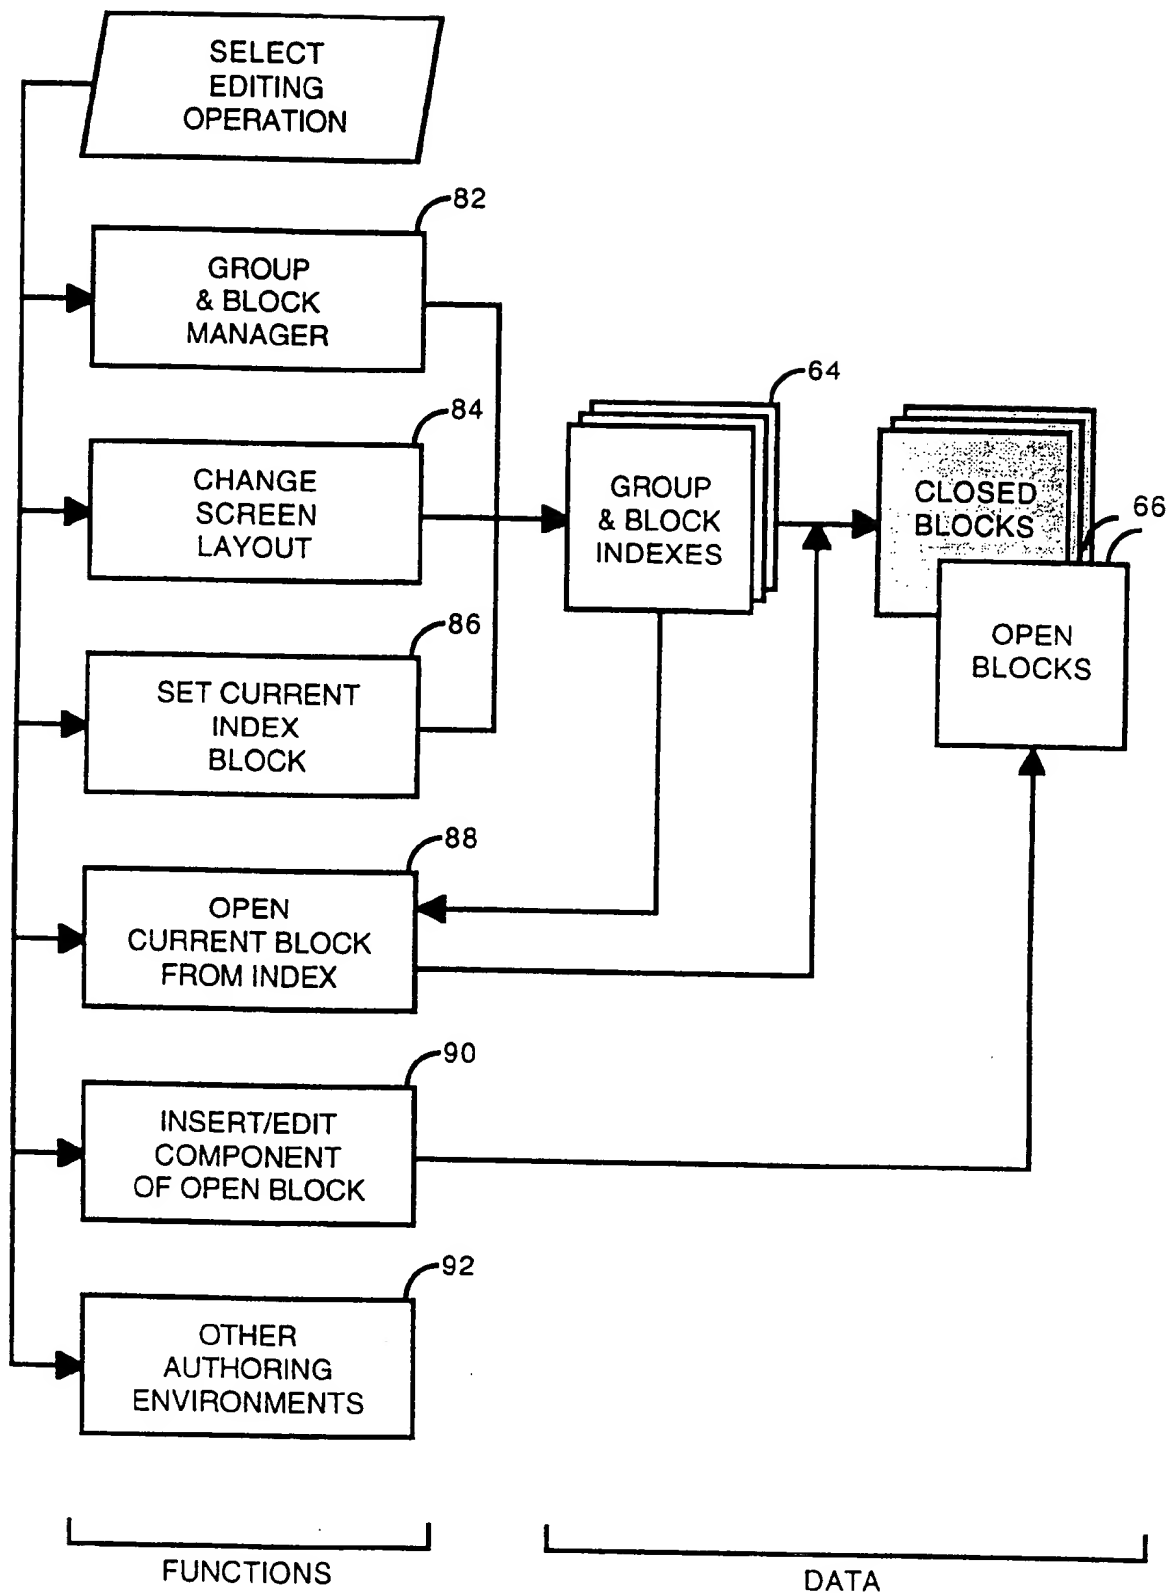 SELECT
EDITING
OPERATION
82
GROUP
& BLOCK
MANAGER
84
CHANGE
SCREEN
LAYOUT
64
GROUP
& BLOCK
INDEXES
CLOSED
BLOCKS
66
OPEN
BLOCKS
86
SET CURRENT
INDEX
BLOCK
88
OPEN
CURRENT BLOCK
FROM INDEX
90
INSERT/EDIT
COMPONENT
OF OPEN BLOCK
92
OTHER
AUTHORING
ENVIRONMENTS
FUNCTIONS
DATA